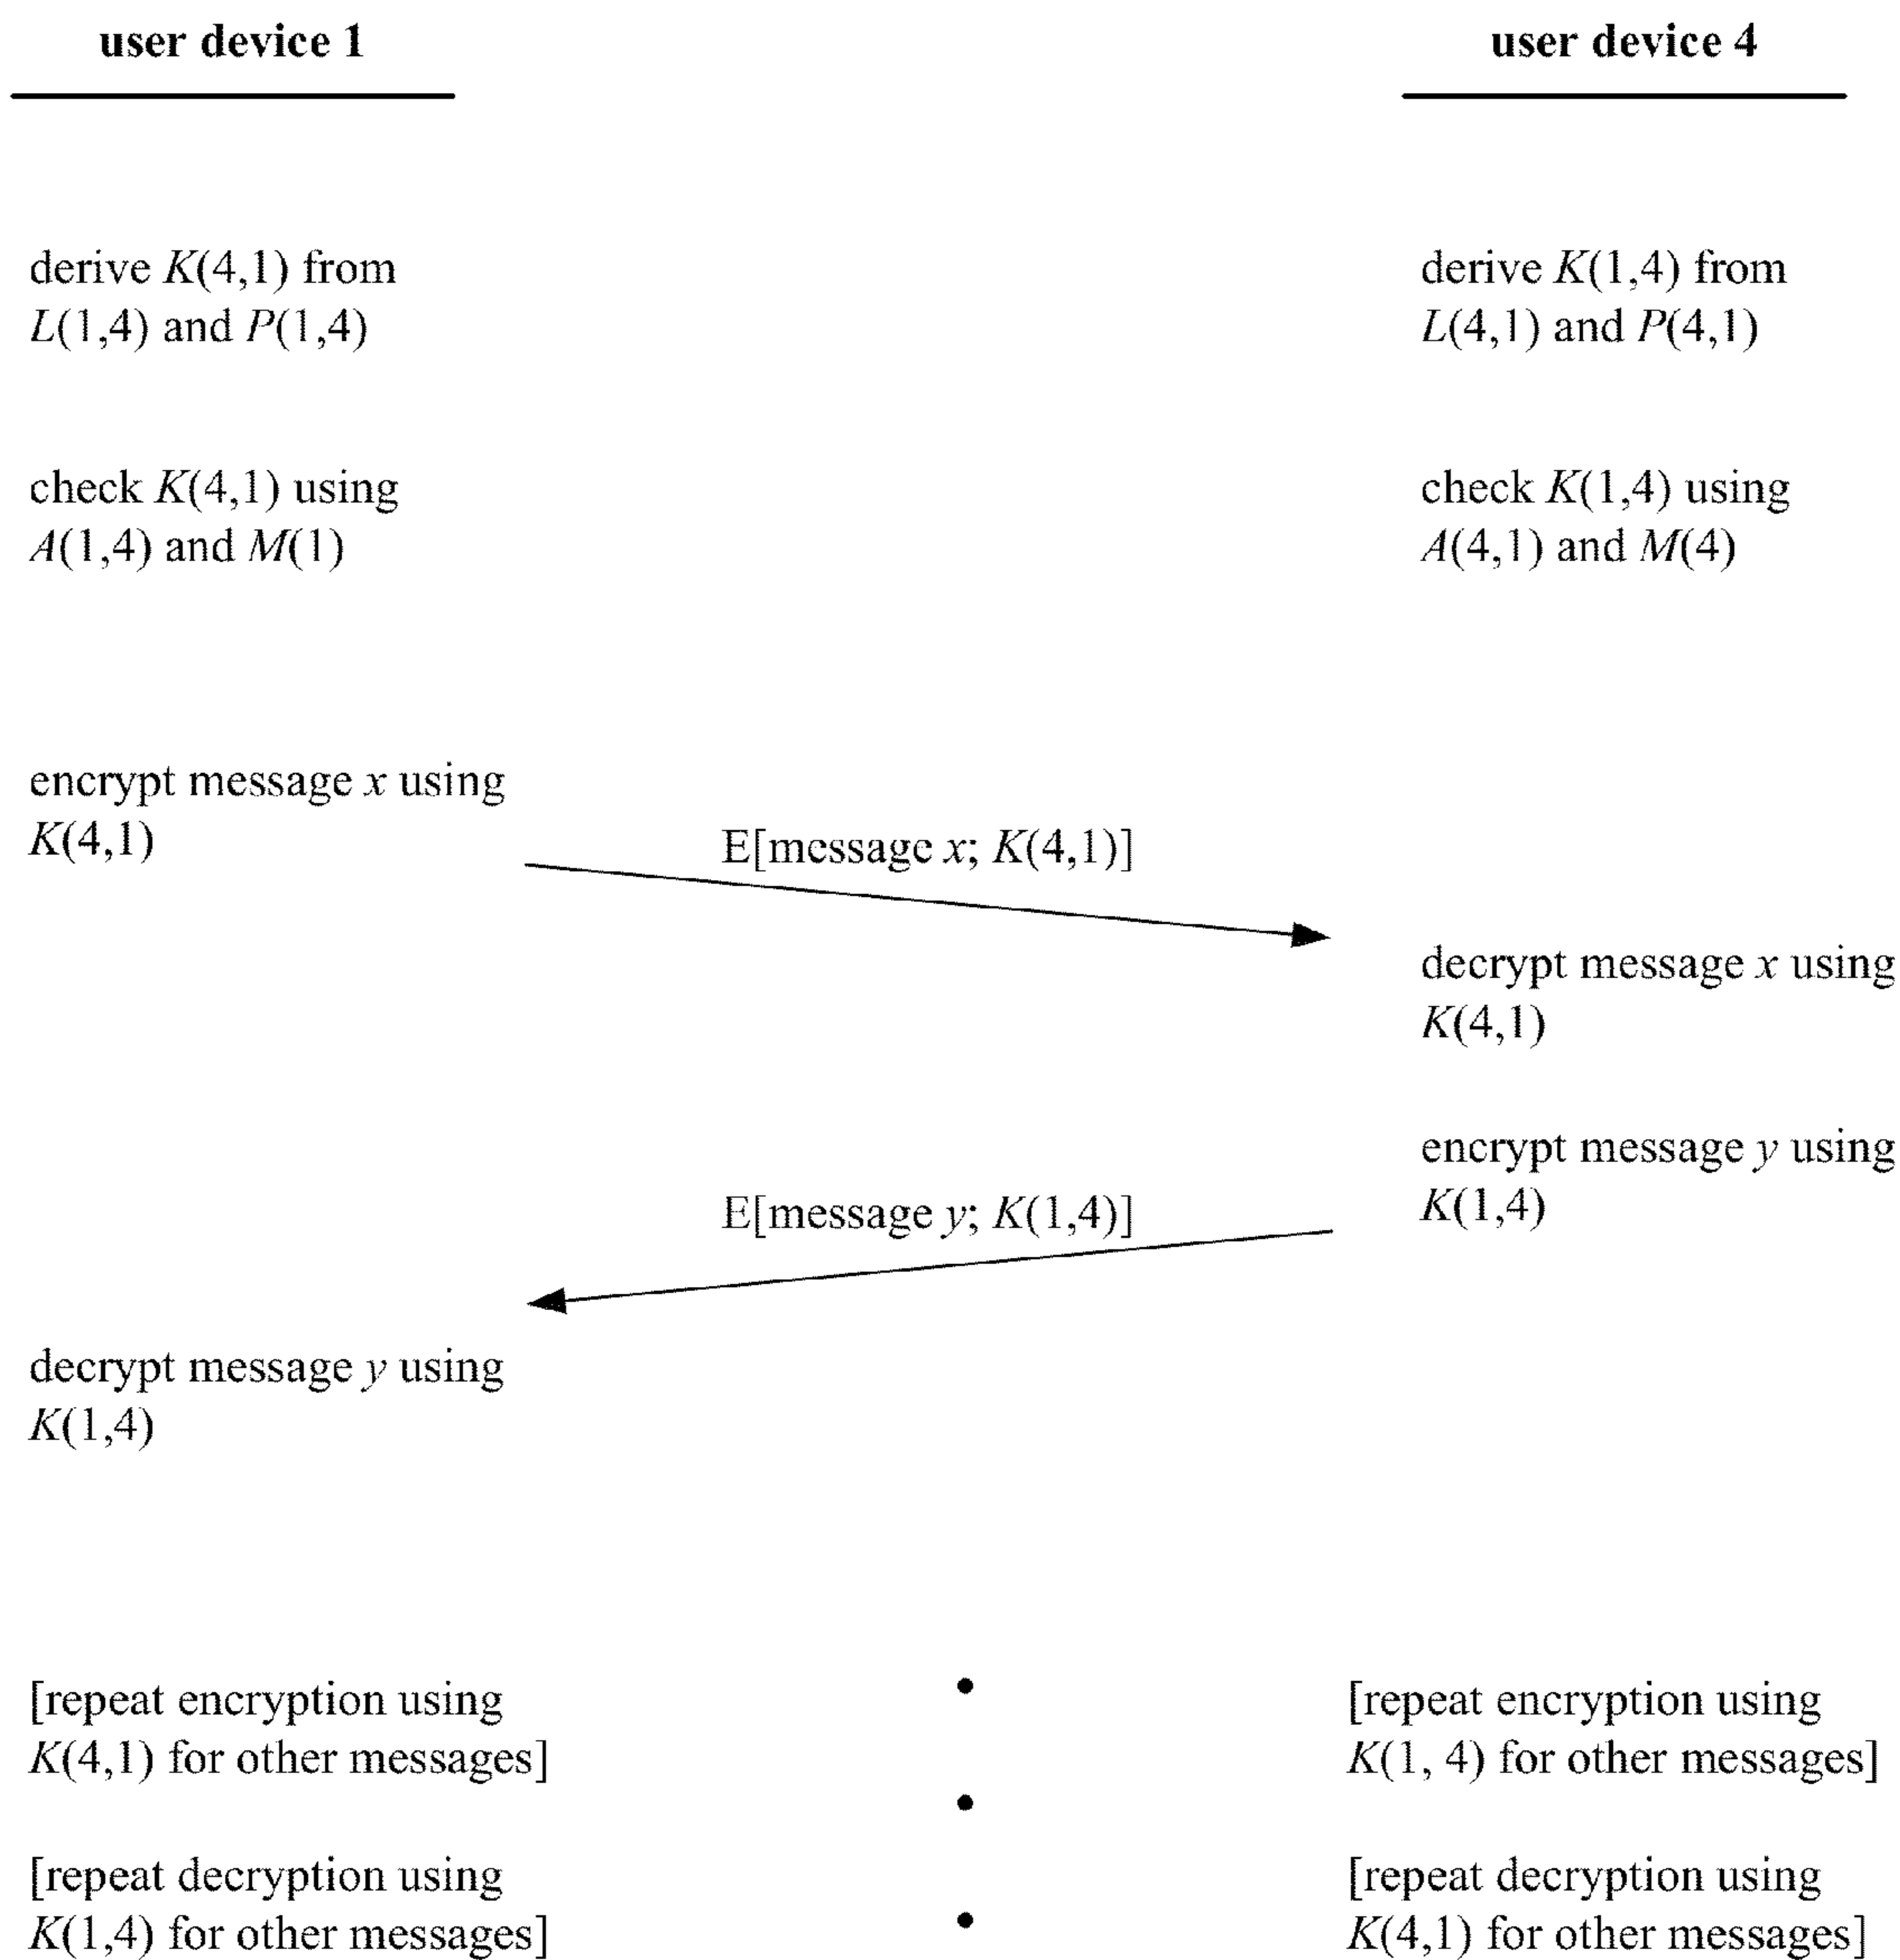 user device 1
user device 4
derive K(4,1) from
L(1,4) and P(1,4)
derive K(1,4) from
L(4,1) and P(4,1)
check K(4,1) using
A(1,4) and M(1)
check K(1,4) using
A(4,1) and M(4)
encrypt message x using
K(4,1)
E[message x; K(4,1)]
decrypt message x using
K(4,1)
encrypt message y using
K(1,4)
E[message y; K(1,4)]
decrypt message y using
K(1,4)
[repeat encryption using
K(4,1) for other messages]
[repeat encryption using
K(1, 4) for other messages]
[repeat decryption using
K(1,4) for other messages]
[repeat decryption using
K(4,1) for other messages]